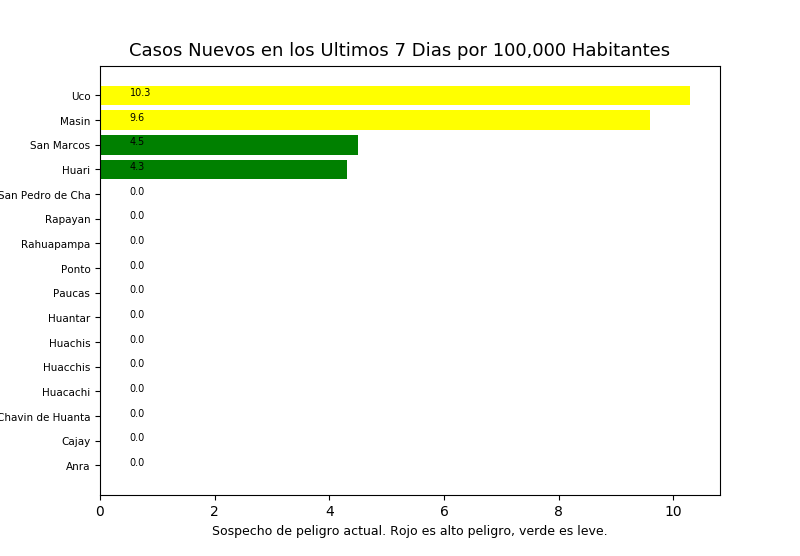 Casos Nuevos en los Ultimos 7 Dias por 100,000 Habitantes
Uco 10.3
Masin 9.6
San Marcos 4.5
Huari 4.3
San Pedro de Cha 0.0
Rapayan 0.0
Rahuapampa 0.0
Ponto 0.0
Paucas 0.0
Huantar 0.0
Huachis 0.0
Huacchis 0.0
Huacachi 0.0
Chavin de Huanta 0.0
Cajay 0.0
Anra 0.0
0 2 4 6 8 10
Sospecho de peligro actual. Rojo es alto peligro, verde es leve.